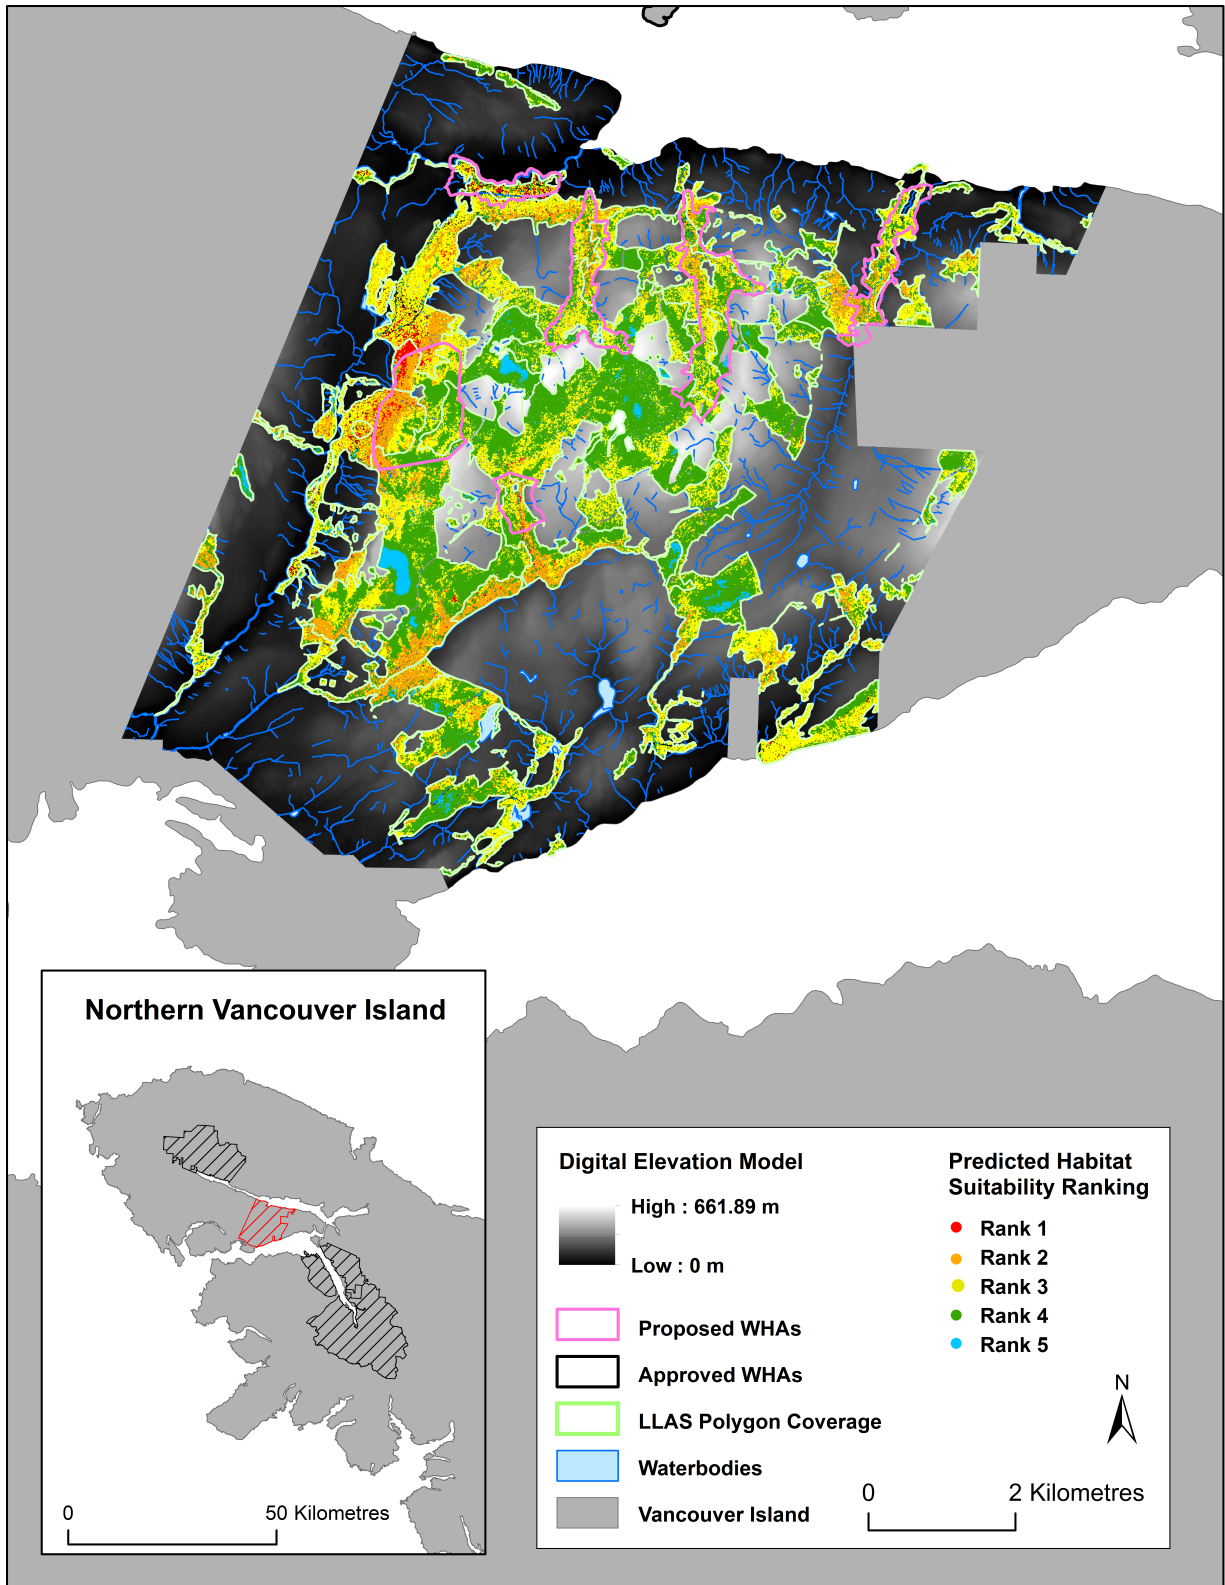 Northern Vancouver Island
0
50 Kilometres
Digital Elevation Model
High : 661.89 m
Low : 0 m
Proposed WHAs
Approved WHAs
LLAS Polygon Coverage
Waterbodies
Vancouver Island
Predicted Habitat
Suitability Ranking
Rank 1
Rank 2
Rank 3
Rank 4
Rank 5
N
0
2 Kilometres